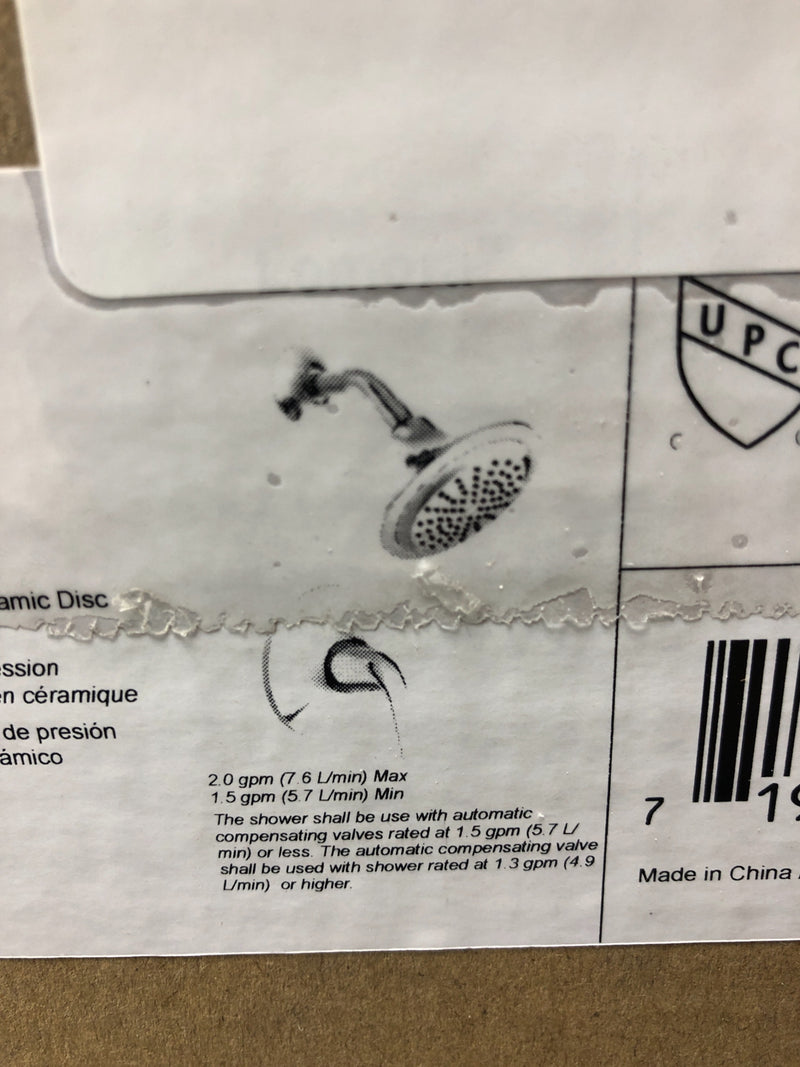 UPC
C
amic Disc
ssion
en céramique
de presión
ámico
2.0 gpm (7.6 L/min) Max
1.5 gpm (5.7 L/min) Min
The shower shall be use with automatic
compensating valves rated at 1.5 gpm (5.7 L/
min) or less. The automatic compensating valve
shall be used with shower rated at 1.3 gpm (4.9
L/min) or higher.
7 19
Made in China